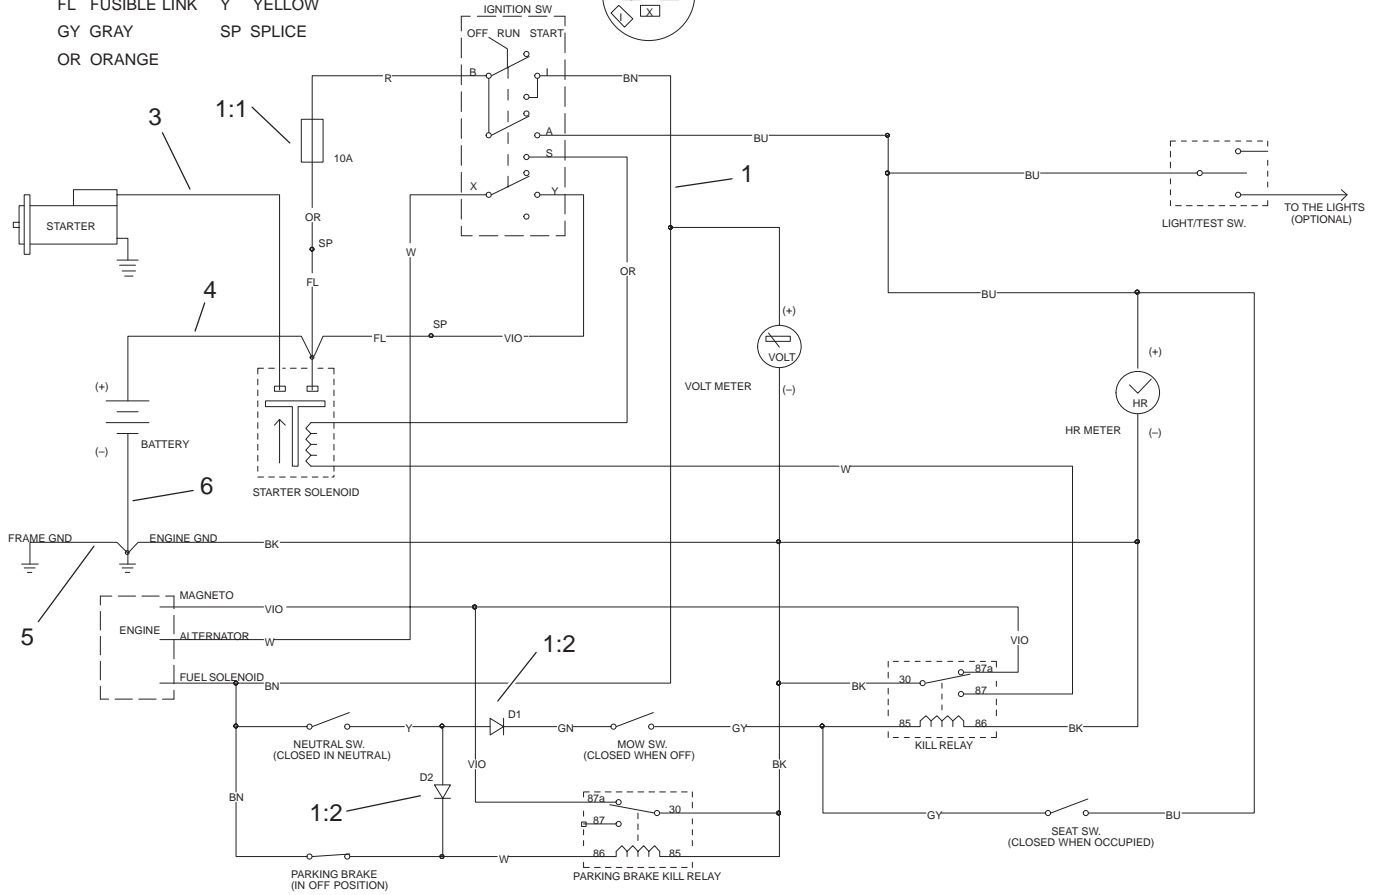 FL FUSIBLE LINK Y YELLOW
GY GRAY SP SPLICE
OR ORANGE
I X
IGNITION SW
OFF RUN START
B I
R
BN
A
BU
S
X Y
1:1
10A
3
STARTER
OR
SP
FL
W
OR
1
BU
LIGHT/TEST SW.
TO THE LIGHTS
(OPTIONAL)
4
FL
SP
VIO
BU
(+)
VOLT
VOLT METER
(–)
(+)
HR
HR METER
(–)
(+)
BATTERY
(–)
STARTER SOLENOID
W
6
FRAME GND
ENGINE GND
BK
5
ENGINE
MAGNETO
VIO
ALTERNATOR
W
FUEL SOLENOID
BN
1:2
VIO
87a
30
87
BK
85 86
BK
KILL RELAY
NEUTRAL SW.
(CLOSED IN NEUTRAL)
Y
D1
GN
MOW SW.
(CLOSED WHEN OFF)
GY
BN
D2
1:2
VIO
BK
87a
30
87
86 85
PARKING BRAKE KILL RELAY
W
PARKING BRAKE
(IN OFF POSITION)
GY
SEAT SW.
(CLOSED WHEN OCCUPIED)
BU